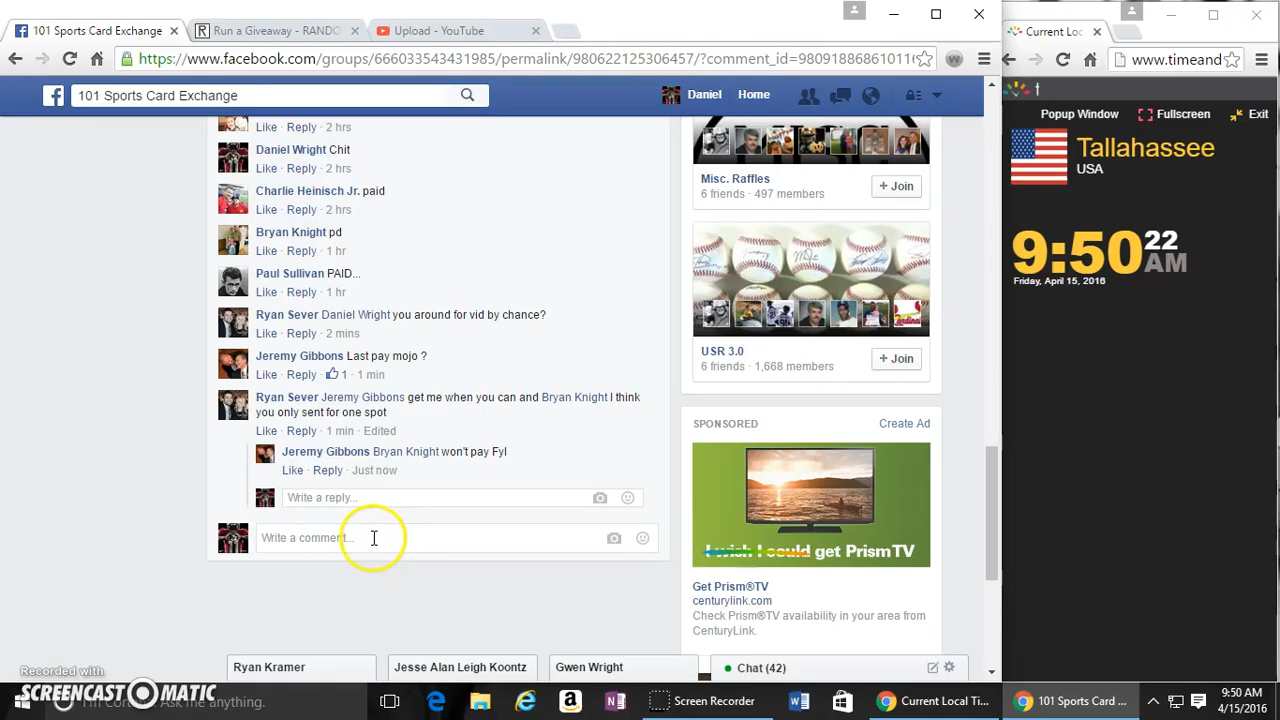 101 Sports Card Exchange
Run a Giveaway - RANDO
Upload - YouTube
Current Loc
https://www.facebook.com/groups/666033543431985/permalink/980622125306457/?comment_id=98091886861011
www.timeand
101 Sports Card Exchange
Daniel
Home
Popup Window
Fullscreen
Exit
Like · Reply · 2 hrs
Daniel Wright Chit
Like · Reply · 2 hrs
Charlie Heinisch Jr. paid
Like · Reply · 2 hrs
Bryan Knight pd
Like · Reply · 1 hr
Paul Sullivan PAID...
Like · Reply · 1 hr
Ryan Sever Daniel Wright you around for vid by chance?
Like · Reply · 2 mins
Jeremy Gibbons Last pay mojo ?
Like · Reply · 1 · 1 min
Ryan Sever Jeremy Gibbons get me when you can and Bryan Knight I think
you only sent for one spot
Like · Reply · 1 min · Edited
Jeremy Gibbons Bryan Knight won't pay Fyl
Like · Reply · Just now
Write a reply...
Write a comment...
Misc. Raffles
6 friends · 497 members
+ Join
USR 3.0
6 friends · 1,668 members
+ Join
SPONSORED
Create Ad
I wish I could get PrismTV
Get Prism®TV
centurylink.com
Check Prism®TV availability in your area from
CenturyLink.
Tallahassee
USA
9:50 22
AM
Friday, April 15, 2016
Ryan Kramer
Jesse Alan Leigh Koontz
Gwen Wright
Chat (42)
Recorded with
SCREENCAST-O-MATIC
Ask me anything.
Screen Recorder
Current Local Ti...
101 Sports Card ...
9:50 AM
4/15/2016